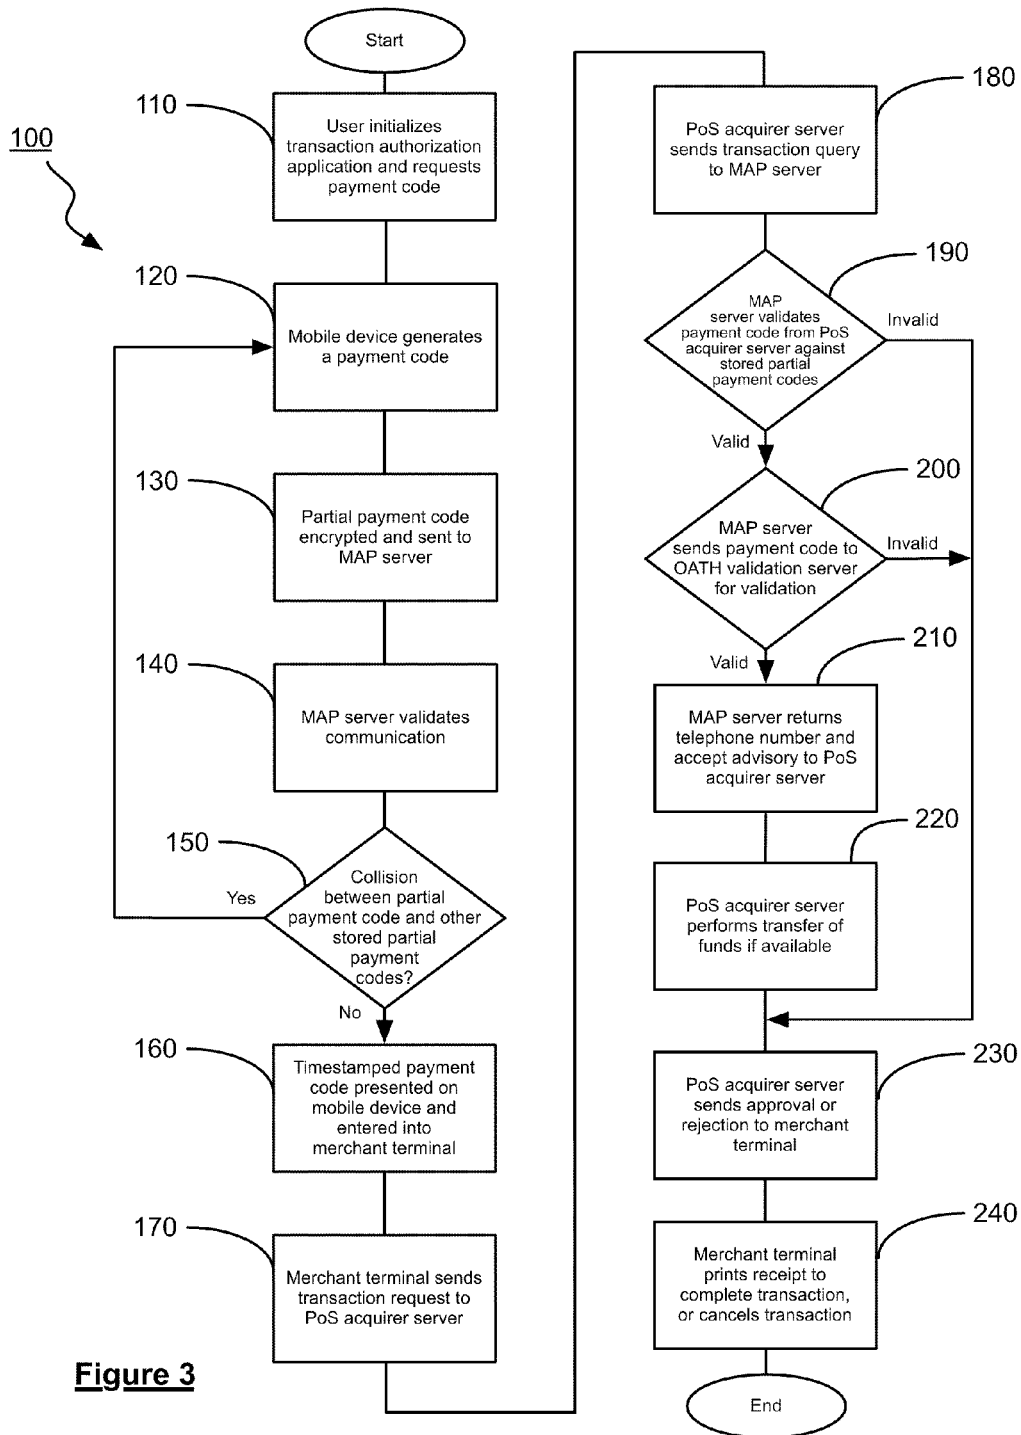 Start
110
User initializes
transaction authorization
application and requests
payment code
100
120
Mobile device generates
a payment code
130
Partial payment code
encrypted and sent to
MAP server
140
MAP server validates
communication
150
Collision
between partial
payment code and other
stored partial
payment
codes?
Yes
No
160
Timestamped payment
code presented on
mobile device and
entered into
merchant terminal
170
Merchant terminal sends
transaction request to
PoS acquirer server
180
PoS acquirer server
sends transaction query
to MAP server
190
MAP
server validates
payment code from PoS
acquirer server against
stored partial
payment codes
Invalid
Valid
200
MAP server
sends payment code to
OATH validation server
for validation
Invalid
Valid
210
MAP server returns
telephone number and
accept advisory to PoS
acquirer server
220
PoS acquirer server
performs transfer of
funds if available
230
PoS acquirer server
sends approval or
rejection to merchant
terminal
240
Merchant terminal
prints receipt to
complete transaction,
or cancels transaction
End
Figure 3